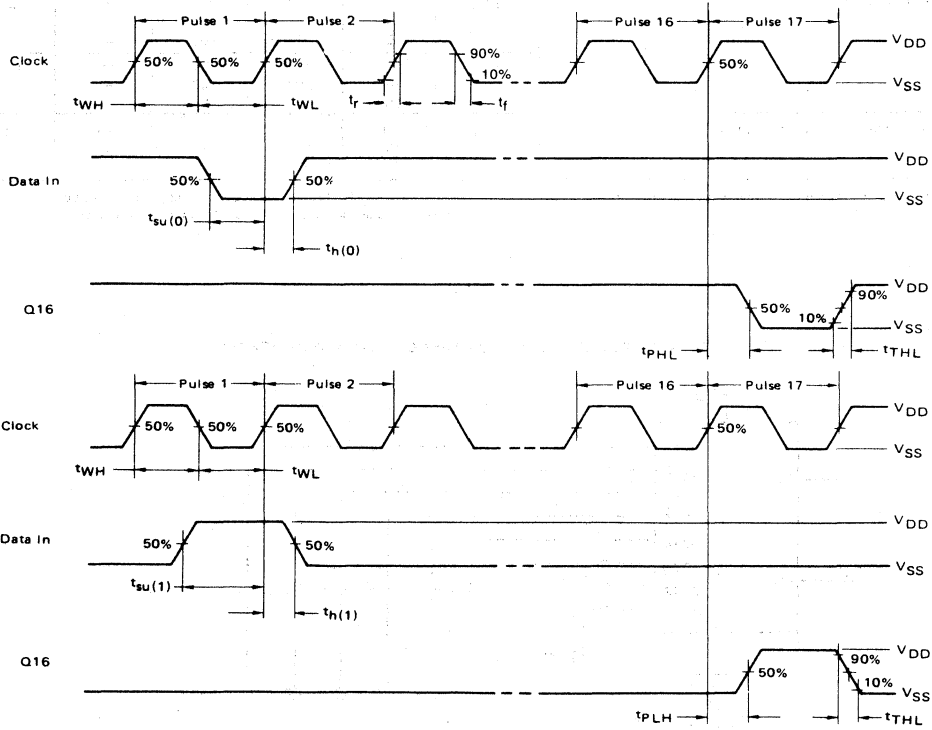 Pulse 1 Pulse 2 Pulse 16 Pulse 17
VDD
Clock 50% 50% 50% 90% 50%
10%
VSS
tWH tWL tr tf
VDD
Data In 50% 50%
VSS
tsu(0)
th(0)
VDD
90%
Q16 50% 10%
VSS
tPHL tTHL
Pulse 1 Pulse 2 Pulse 16 Pulse 17
VDD
Clock 50% 50% 50% 50%
VSS
tWH tWL
VDD
Data In 50% 50%
VSS
tsu(1)
th(1)
VDD
Q16 90%
50%
10%
VSS
tPLH tTHL